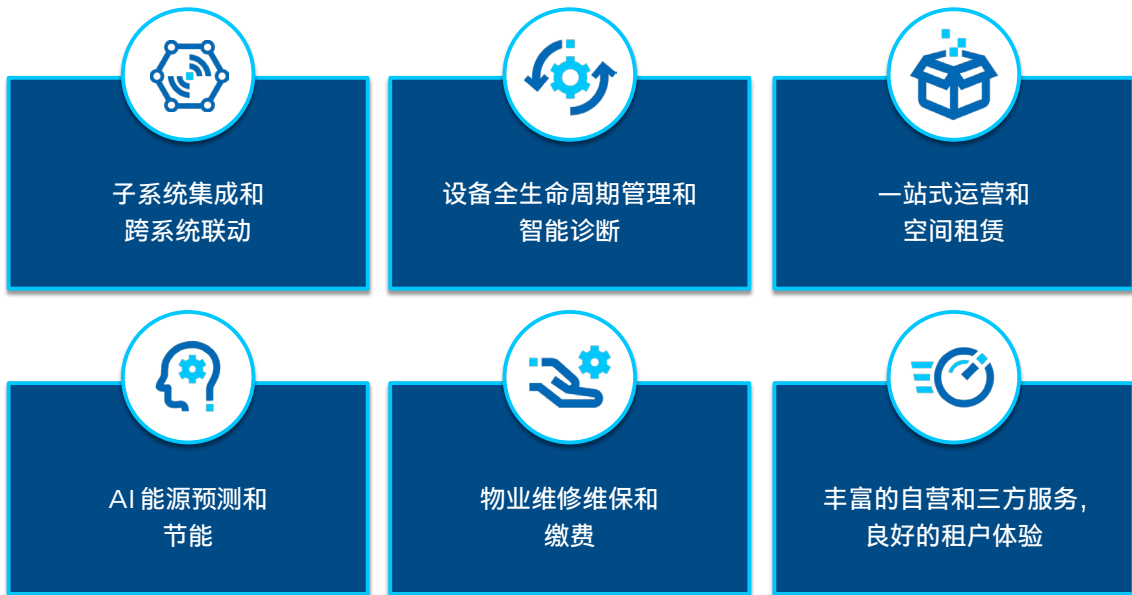 子系统集成和
跨系统联动
设备全生命周期管理和
智能诊断
一站式运营和
空间租赁
AI 能源预测和
节能
物业维修维保和
缴费
丰富的自营和三方服务，
良好的租户体验